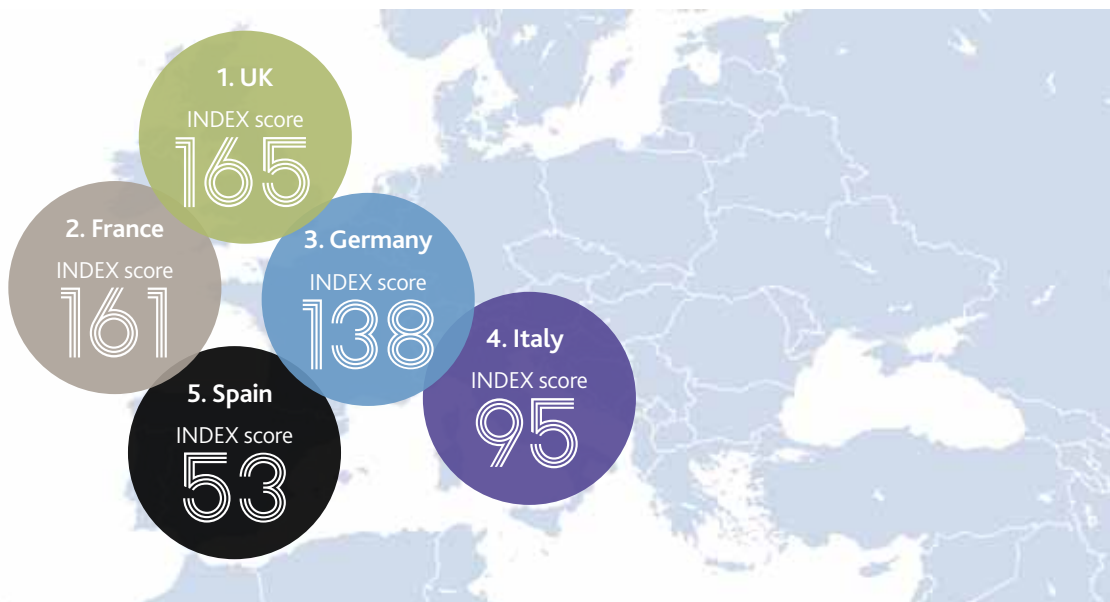 1. UK
INDEX score
165
2. France
INDEX score
161
3. Germany
INDEX score
138
4. Italy
INDEX score
95
5. Spain
INDEX score
53